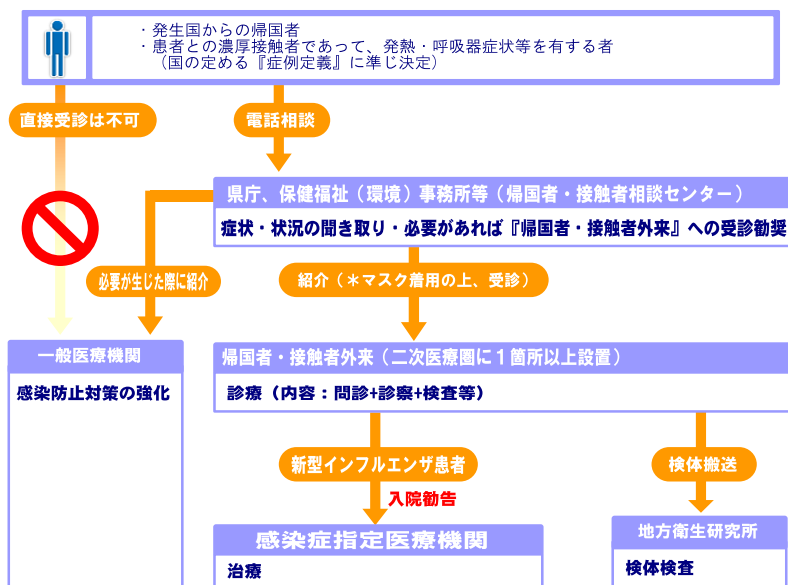 ・発生国からの帰国者
・患者との濃厚接触者であって、発熱・呼吸器症状等を有する者
（国の定める『症例定義』に準じ決定）
直接受診は不可
電話相談
県庁、保健福祉（環境）事務所等（帰国者・接触者相談センター）
症状・状況の聞き取り・必要があれば『帰国者・接触者外来』への受診勧奨
必要が生じた際に紹介
紹介（＊マスク着用の上、受診）
一般医療機関
感染防止対策の強化
帰国者・接触者外来（二次医療圏に１箇所以上設置）
診療（内容：問診+診察+検査等）
新型インフルエンザ患者
検体搬送
入院勧告
感染症指定医療機関
治療
地方衛生研究所
検体検査